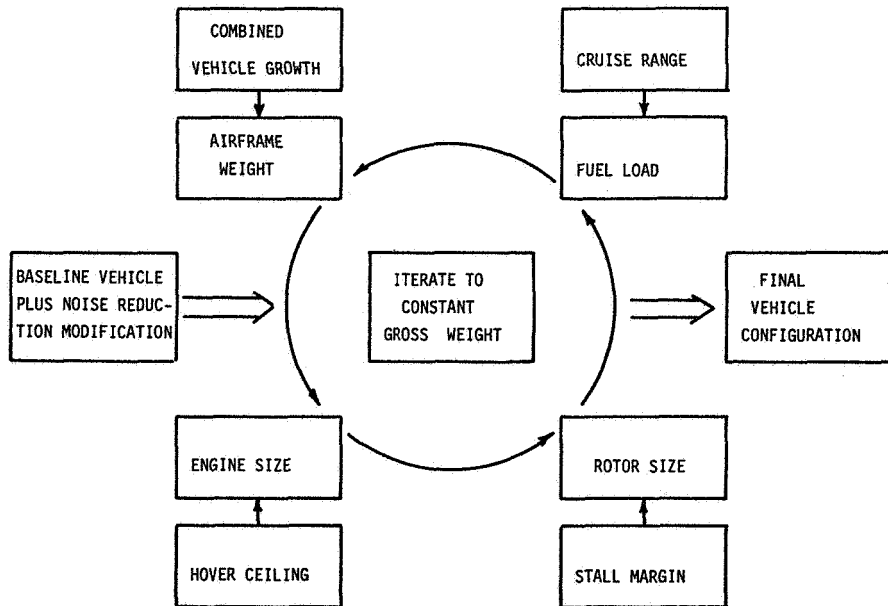 COMBINED
VEHICLE GROWTH
CRUISE RANGE
AIRFRAME
WEIGHT
FUEL LOAD
BASELINE VEHICLE
PLUS NOISE REDUC-
TION MODIFICATION
ITERATE TO
CONSTANT
GROSS WEIGHT
FINAL
VEHICLE
CONFIGURATION
ENGINE SIZE
ROTOR SIZE
HOVER CEILING
STALL MARGIN